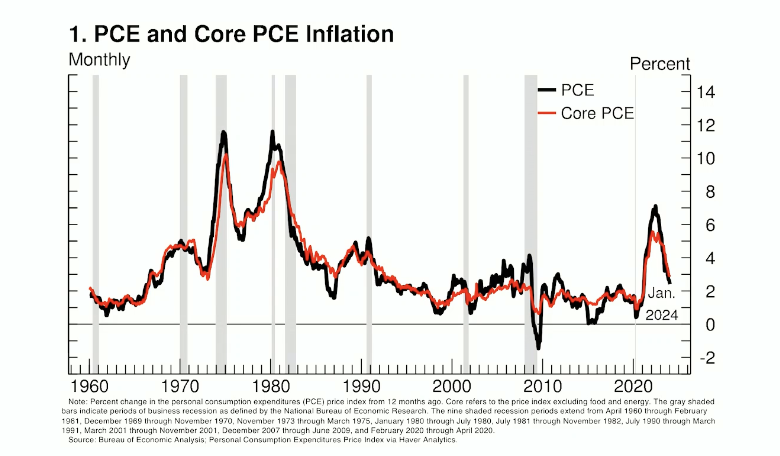 1. PCE and Core PCE Inflation
Monthly
Percent
PCE
Core PCE
14
12
10
8
6
4
2
0
-2
Jan.
2024
1960 1970 1980 1990 2000 2010 2020
Note: Percent change in the personal consumption expenditures (PCE) price index from 12 months ago. Core refers to the price index excluding food and energy. The gray shaded
bars indicate periods of business recession as defined by the National Bureau of Economic Research. The nine shaded recession periods extend from April 1960 through February
1961, December 1969 through November 1970, November 1973 through March 1975, January 1980 through July 1980, July 1981 through November 1982, July 1990 through March
1991, March 2001 through November 2001, December 2007 through June 2009, and February 2020 through April 2020.
Source: Bureau of Economic Analysis; Personal Consumption Expenditures Price Index via Haver Analytics.